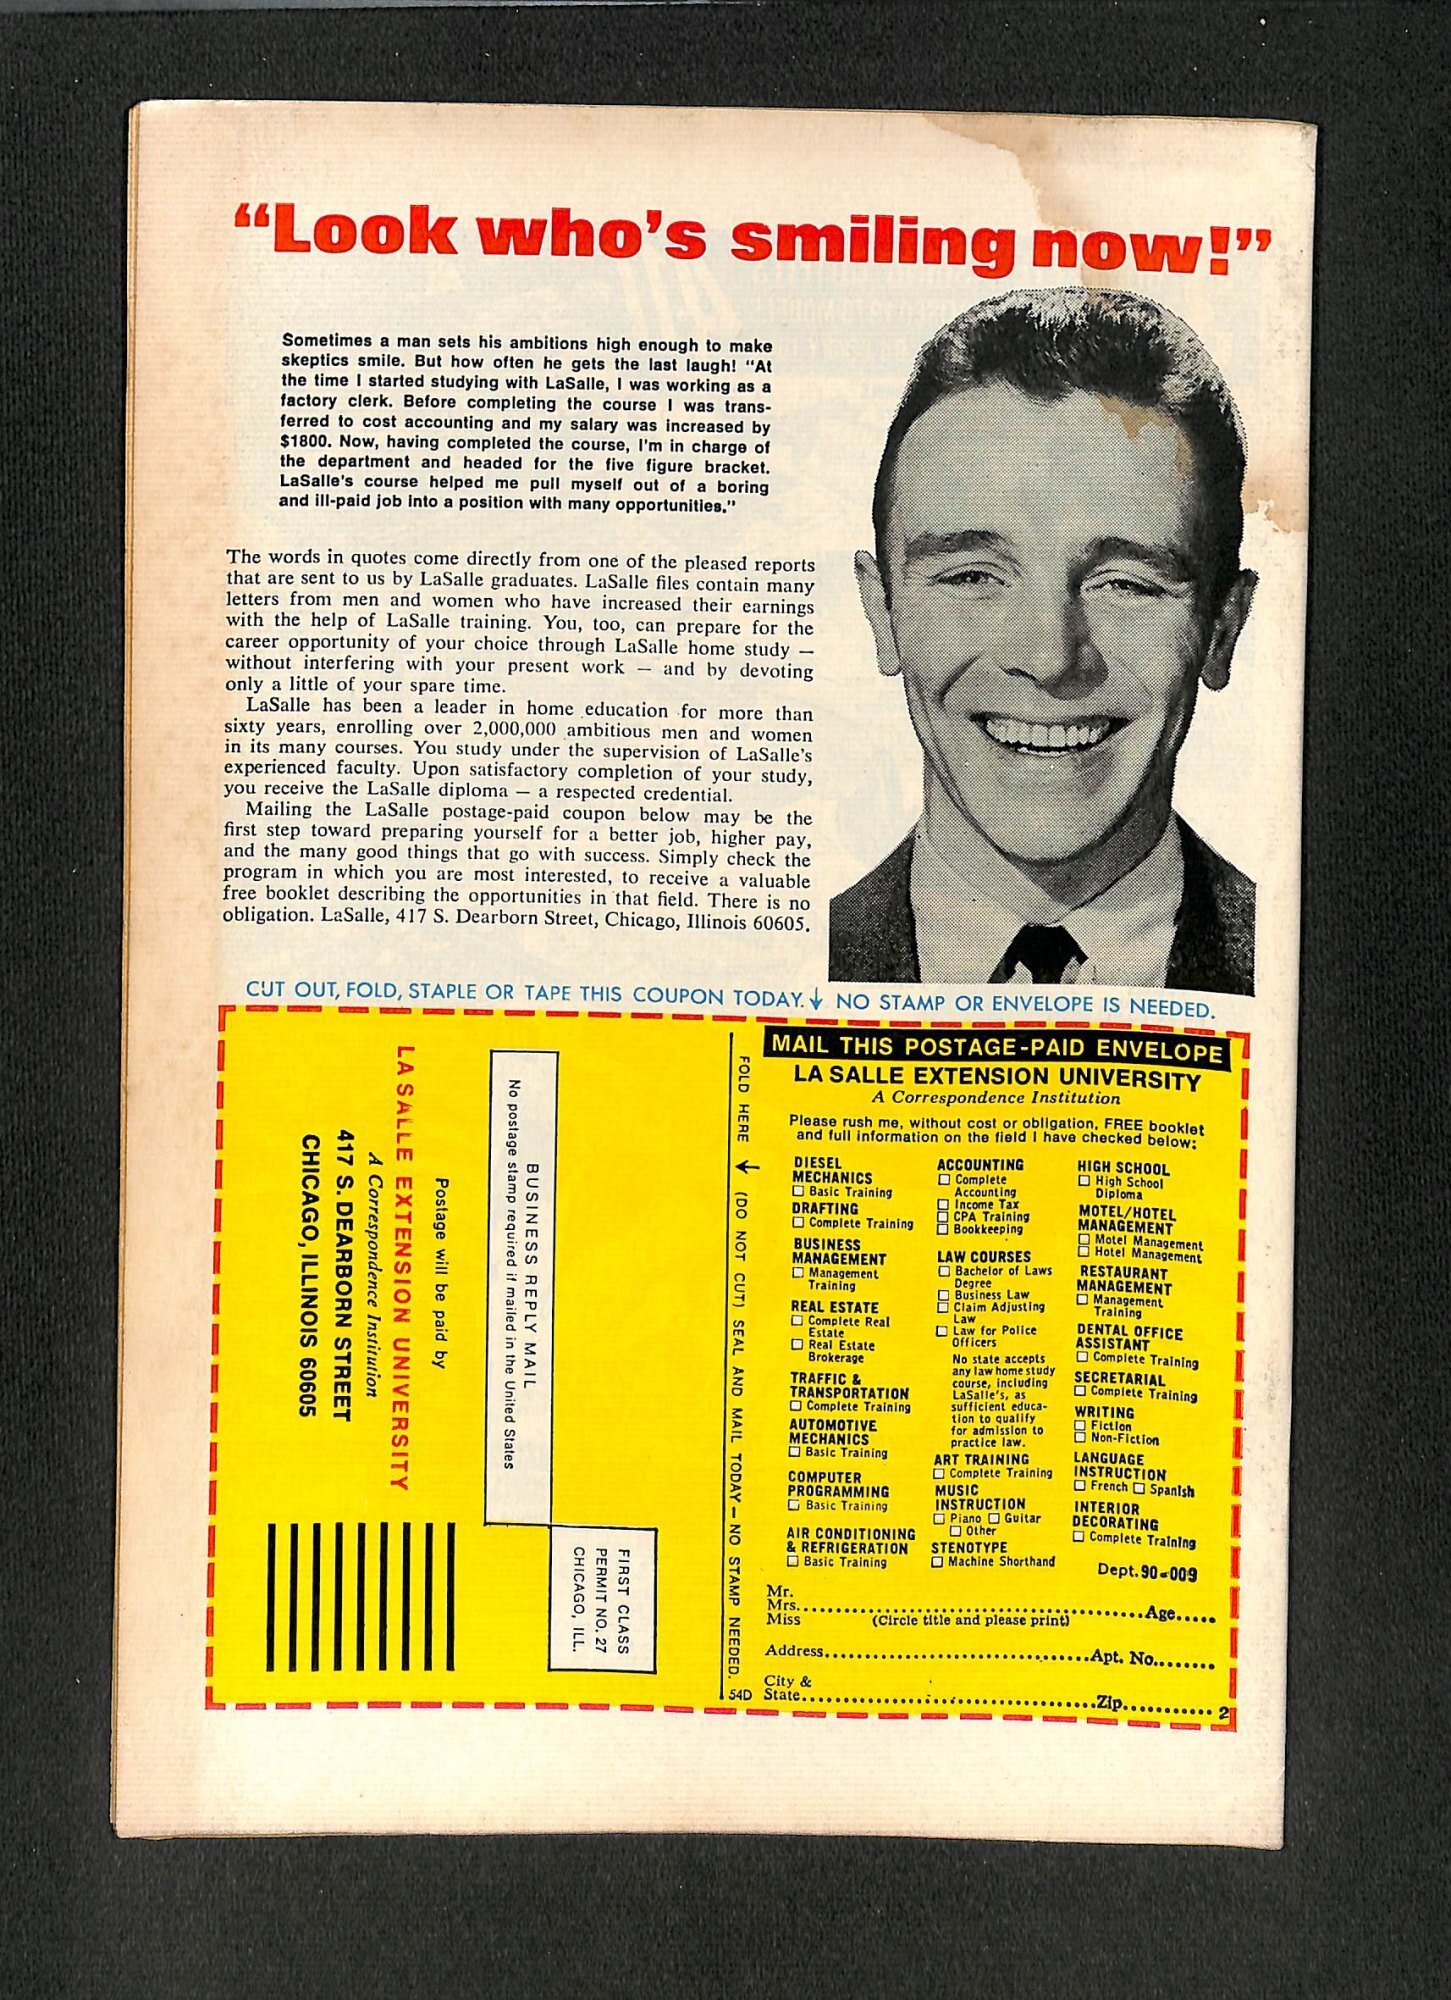 “Look who’s smiling now!”
Sometimes a man sets his ambitions high enough to make
skeptics smile. But how often he gets the last laugh! “At
the time I started studying with LaSalle, I was working as a
factory clerk. Before completing the course I was trans-
ferred to cost accounting and my salary was increased by
$1800. Now, having completed the course, I’m in charge of
the department and headed for the five figure bracket.
LaSalle’s course helped me pull myself out of a boring
and ill-paid job into a position with many opportunities.”
The words in quotes come directly from one of the pleased reports
that are sent to us by LaSalle graduates. LaSalle files contain many
letters from men and women who have increased their earnings
with the help of LaSalle training. You, too, can prepare for the
career opportunity of your choice through LaSalle home study —
without interfering with your present work — and by devoting
only a little of your spare time.
LaSalle has been a leader in home education for more than
sixty years, enrolling over 2,000,000 ambitious men and women
in its many courses. You study under the supervision of LaSalle’s
experienced faculty. Upon satisfactory completion of your study,
you receive the LaSalle diploma — a respected credential.
Mailing the LaSalle postage-paid coupon below may be the
first step toward preparing yourself for a better job, higher pay,
and the many good things that go with success. Simply check the
program in which you are most interested, to receive a valuable
free booklet describing the opportunities in that field. There is no
obligation. LaSalle, 417 S. Dearborn Street, Chicago, Illinois 60605.
CUT OUT, FOLD, STAPLE OR TAPE THIS COUPON TODAY. ↓ NO STAMP OR ENVELOPE IS NEEDED.
FIRST CLASS
PERMIT NO. 27
CHICAGO, ILL.
BUSINESS REPLY MAIL
No postage stamp required if mailed in the United States
Postage will be paid by
LA SALLE EXTENSION UNIVERSITY
A Correspondence Institution
417 S. DEARBORN STREET
CHICAGO, ILLINOIS 60605
FOLD HERE → (DO NOT CUT) SEAL AND MAIL TODAY — NO STAMP NEEDED.
54D
MAIL THIS POSTAGE-PAID ENVELOPE
LA SALLE EXTENSION UNIVERSITY
A Correspondence Institution
Please rush me, without cost or obligation, FREE booklet
and full information on the field I have checked below:
DIESEL
MECHANICS
☐ Basic Training
DRAFTING
☐ Complete Training
BUSINESS
MANAGEMENT
☐ Management
Training
REAL ESTATE
☐ Complete Real
Estate
☐ Real Estate
Brokerage
TRAFFIC &
TRANSPORTATION
☐ Complete Training
AUTOMOTIVE
MECHANICS
☐ Basic Training
COMPUTER
PROGRAMMING
☐ Basic Training
AIR CONDITIONING
& REFRIGERATION
☐ Basic Training
ACCOUNTING
☐ Complete
Accounting
☐ Income Tax
☐ CPA Training
☐ Bookkeeping
LAW COURSES
☐ Bachelor of Laws
Degree
☐ Business Law
☐ Claim Adjusting
Law
☐ Law for Police
Officers
No state accepts
any law home study
course, including
LaSalle’s, as
sufficient educa-
tion to qualify
for admission to
practice law.
ART TRAINING
☐ Complete Training
MUSIC
INSTRUCTION
☐ Piano ☐ Guitar
☐ Other
STENOTYPE
☐ Machine Shorthand
HIGH SCHOOL
☐ High School
Diploma
MOTEL/HOTEL
MANAGEMENT
☐ Motel Management
☐ Hotel Management
RESTAURANT
MANAGEMENT
☐ Management
Training
DENTAL OFFICE
ASSISTANT
☐ Complete Training
SECRETARIAL
☐ Complete Training
WRITING
☐ Fiction
☐ Non-Fiction
LANGUAGE
INSTRUCTION
☐ French ☐ Spanish
INTERIOR
DECORATING
☐ Complete Training
Dept. 90-009
Mr.
Mrs. Age
Miss (Circle title and please print)
Address Apt. No.
City &
State Zip 2